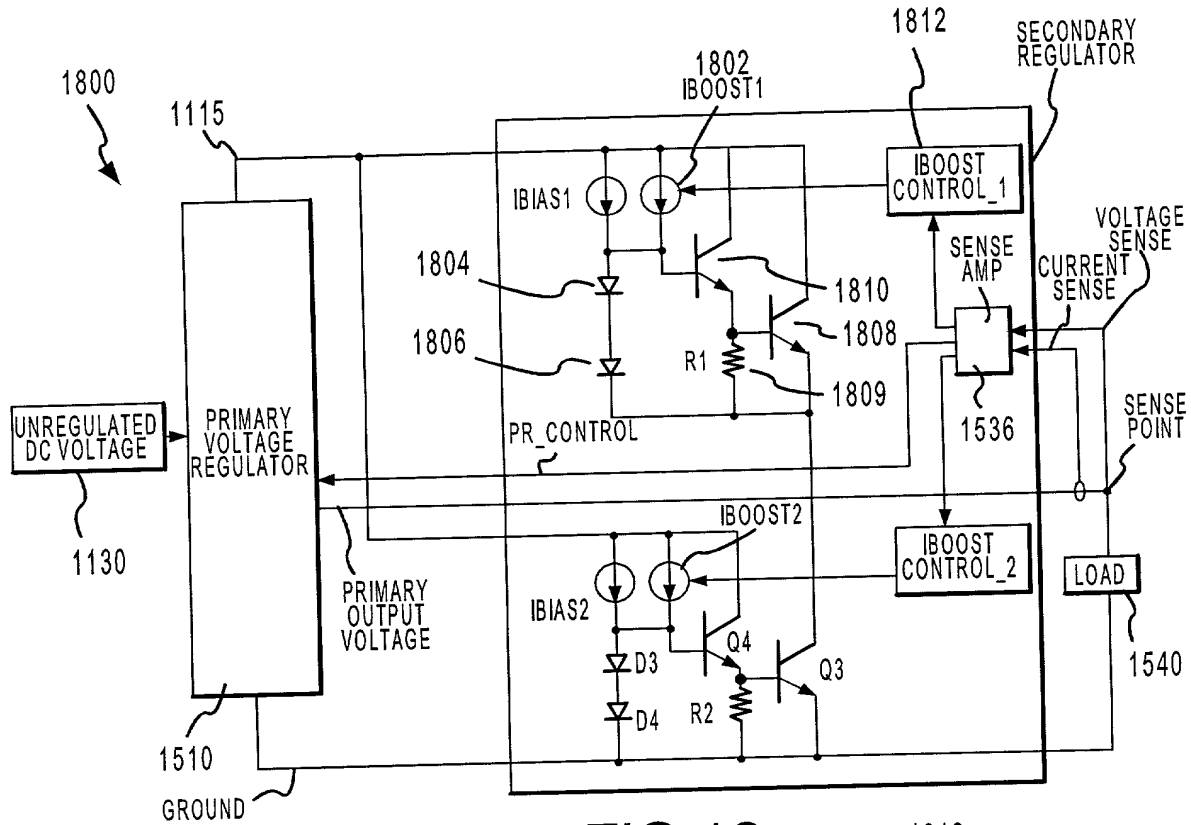 1812
SECONDARY
REGULATOR
1802
IBOOST1
1800
1115
IBOOST
CONTROL_1
IBIAS1
VOLTAGE
SENSE
SENSE
AMP
CURRENT
SENSE
1804
1810
1806
1808
R1
1809
1536
SENSE
POINT
UNREGULATED
DC VOLTAGE
PRIMARY
VOLTAGE
REGULATOR
PR_CONTROL
1130
IBOOST2
IBOOST
CONTROL_2
LOAD
PRIMARY
OUTPUT
VOLTAGE
IBIAS2
Q4
D3
Q3
1540
R2
D4
1510
GROUND